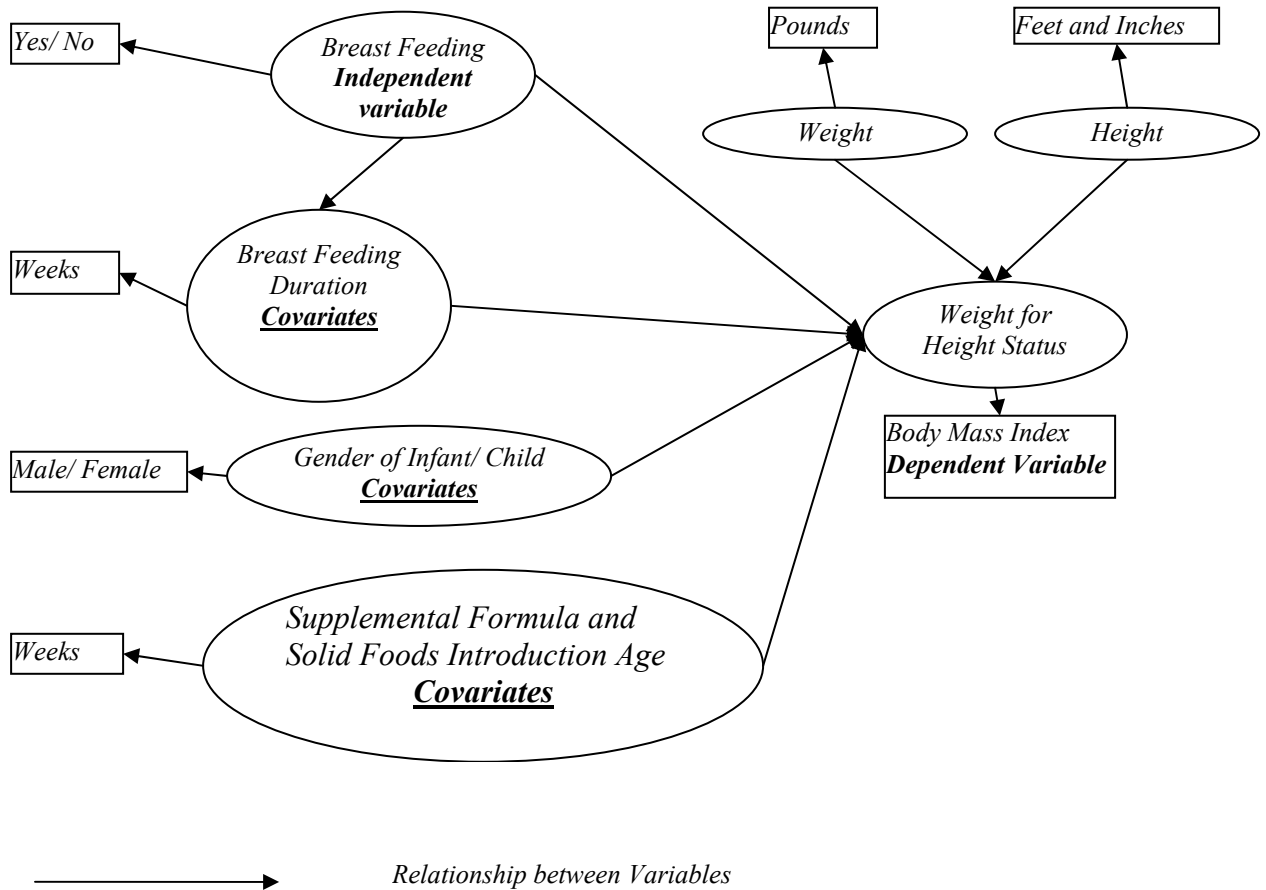 Yes/ No
Breast Feeding
Independent
variable
Pounds
Feet and Inches
Weight
Height
Weeks
Breast Feeding
Duration
Covariates
Weight for
Height Status
Body Mass Index
Dependent Variable
Male/ Female
Gender of Infant/ Child
Covariates
Weeks
Supplemental Formula and
Solid Foods Introduction Age
Covariates
Relationship between Variables